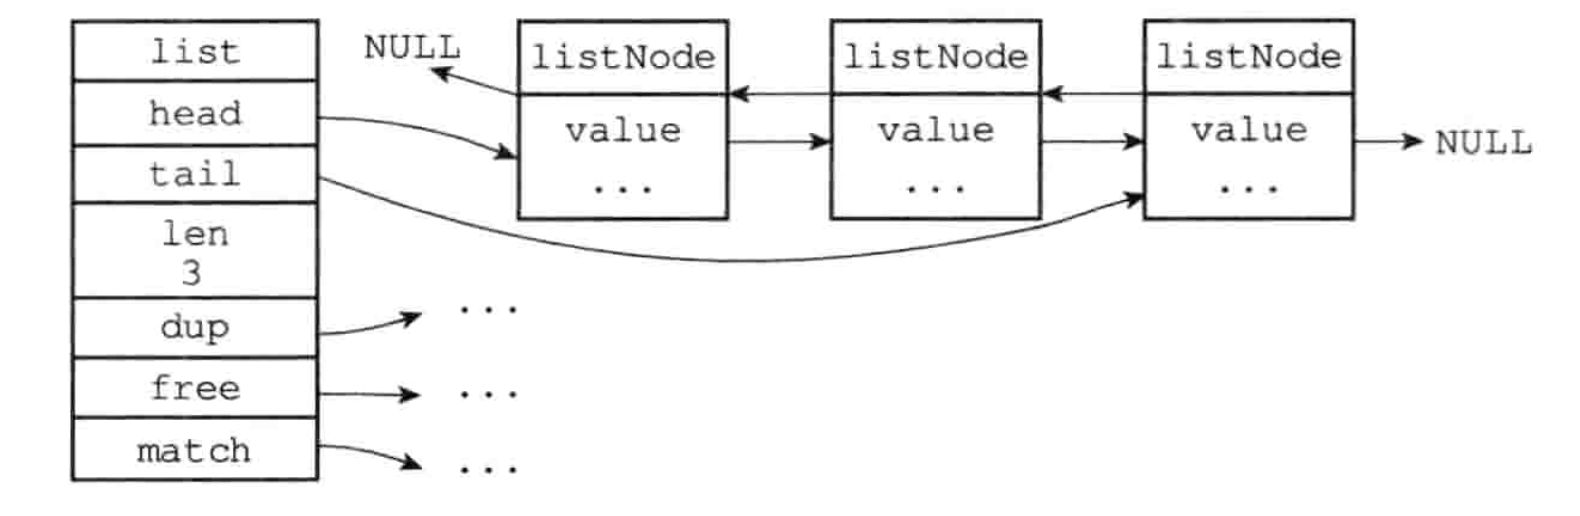 list
head
tail
len
3
dup
free
match
NULL
listNode
value
...
listNode
value
...
listNode
value
...
NULL
...
...
...